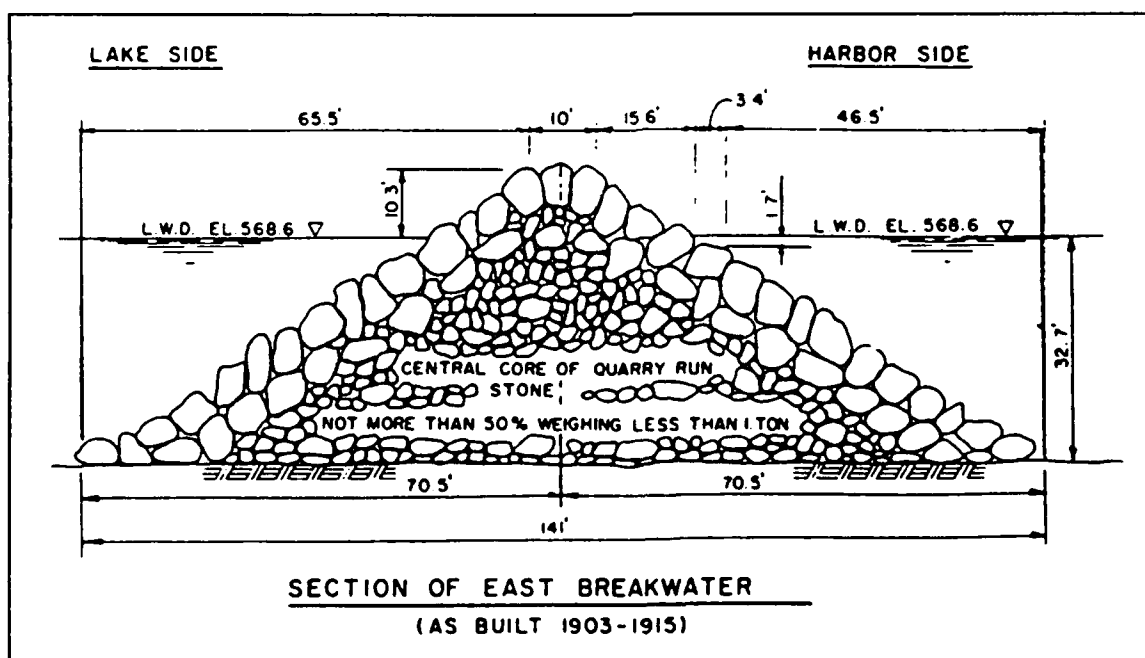 LAKE SIDE
HARBOR SIDE
3.4'
65.5' 10' 15.6' 46.5'
10.3'
1.7'
L.W.D. EL. 568.6
L.W.D. EL. 568.6
32.7'
CENTRAL CORE OF QUARRY RUN
STONE
NOT MORE THAN 50% WEIGHING LESS THAN 1. TON
70.5' 70.5'
141'
SECTION OF EAST BREAKWATER
(AS BUILT 1903-1915)